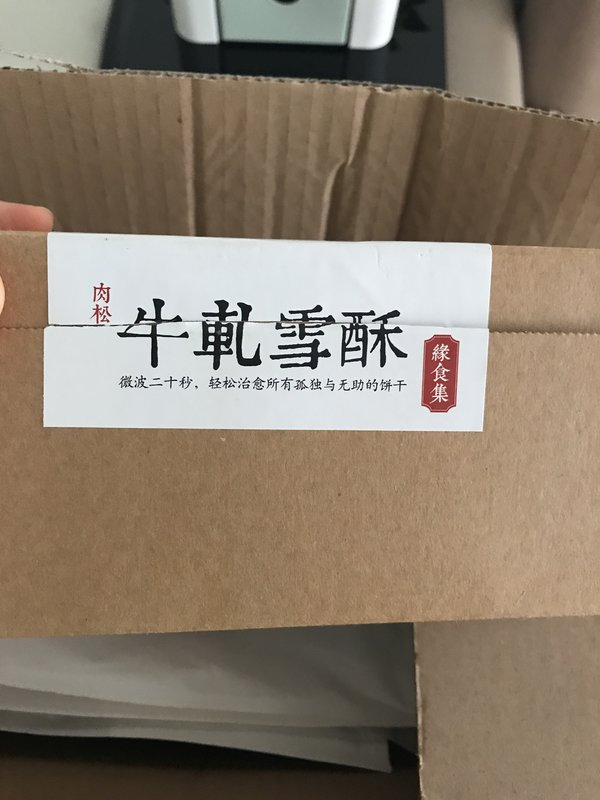 肉松
牛軋雪酥
微波二十秒，轻松治愈所有孤独与无助的饼干
緣食集